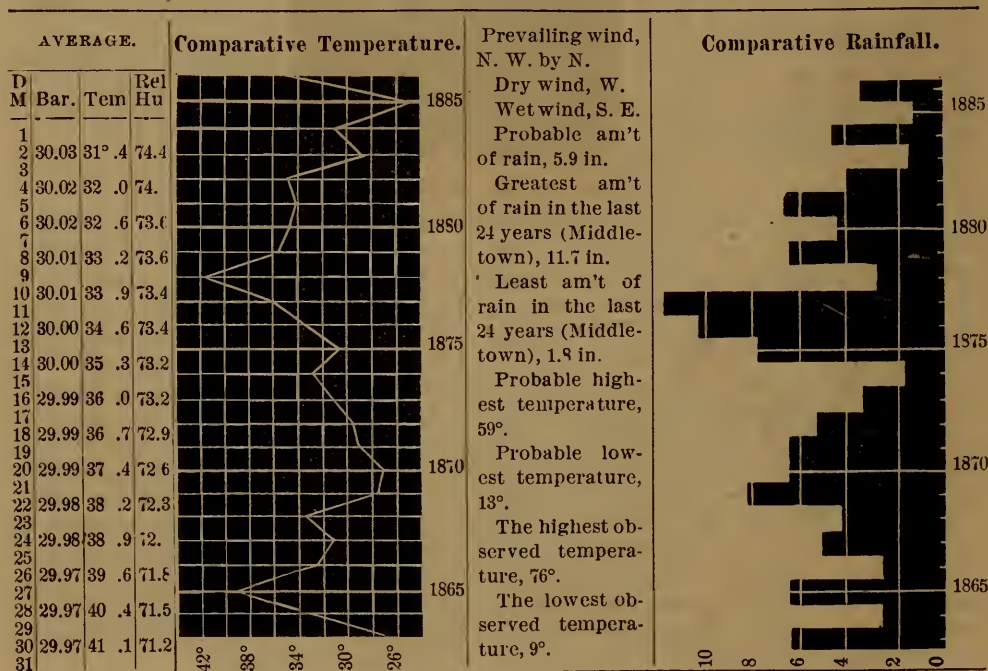 AVERAGE.
D M Bar. Tem Rel Hu
1
2 30.03 31° .4 74.4
3
4 30.02 32 .0 74.
5
6 30.02 32 .6 73.6
7
8 30.01 33 .2 73.6
9
10 30.01 33 .9 73.4
11
12 30.00 34 .6 73.4
13
14 30.00 35 .3 73.2
15
16 29.99 36 .0 73.2
17
18 29.99 36 .7 72.9
19
20 29.99 37 .4 72 6
21
22 29.98 38 .2 72.3
23
24 29.98 38 .9 72.
25
26 29.97 39 .6 71.8
27
28 29.97 40 .4 71.5
29
30 29.97 41 .1 71.2
31
Comparative Temperature.
1885
1880
1875
1870
1865
42° 38° 34° 30° 26°
Prevailing wind,
N. W. by N.
Dry wind, W.
Wet wind, S. E.
Probable am't
of rain, 5.9 in.
Greatest am't
of rain in the last
24 years (Middle-
town), 11.7 in.
Least am't of
rain in the last
24 years (Middle-
town), 1.8 in.
Probable high-
est temperature,
59°.
Probable low-
est temperature,
13°.
The highest ob-
served tempera-
ture, 76°.
The lowest ob-
served tempera-
ture, 9°.
Comparative Rainfall.
1885
1880
1875
1870
1865
10 8 6 4 2 0